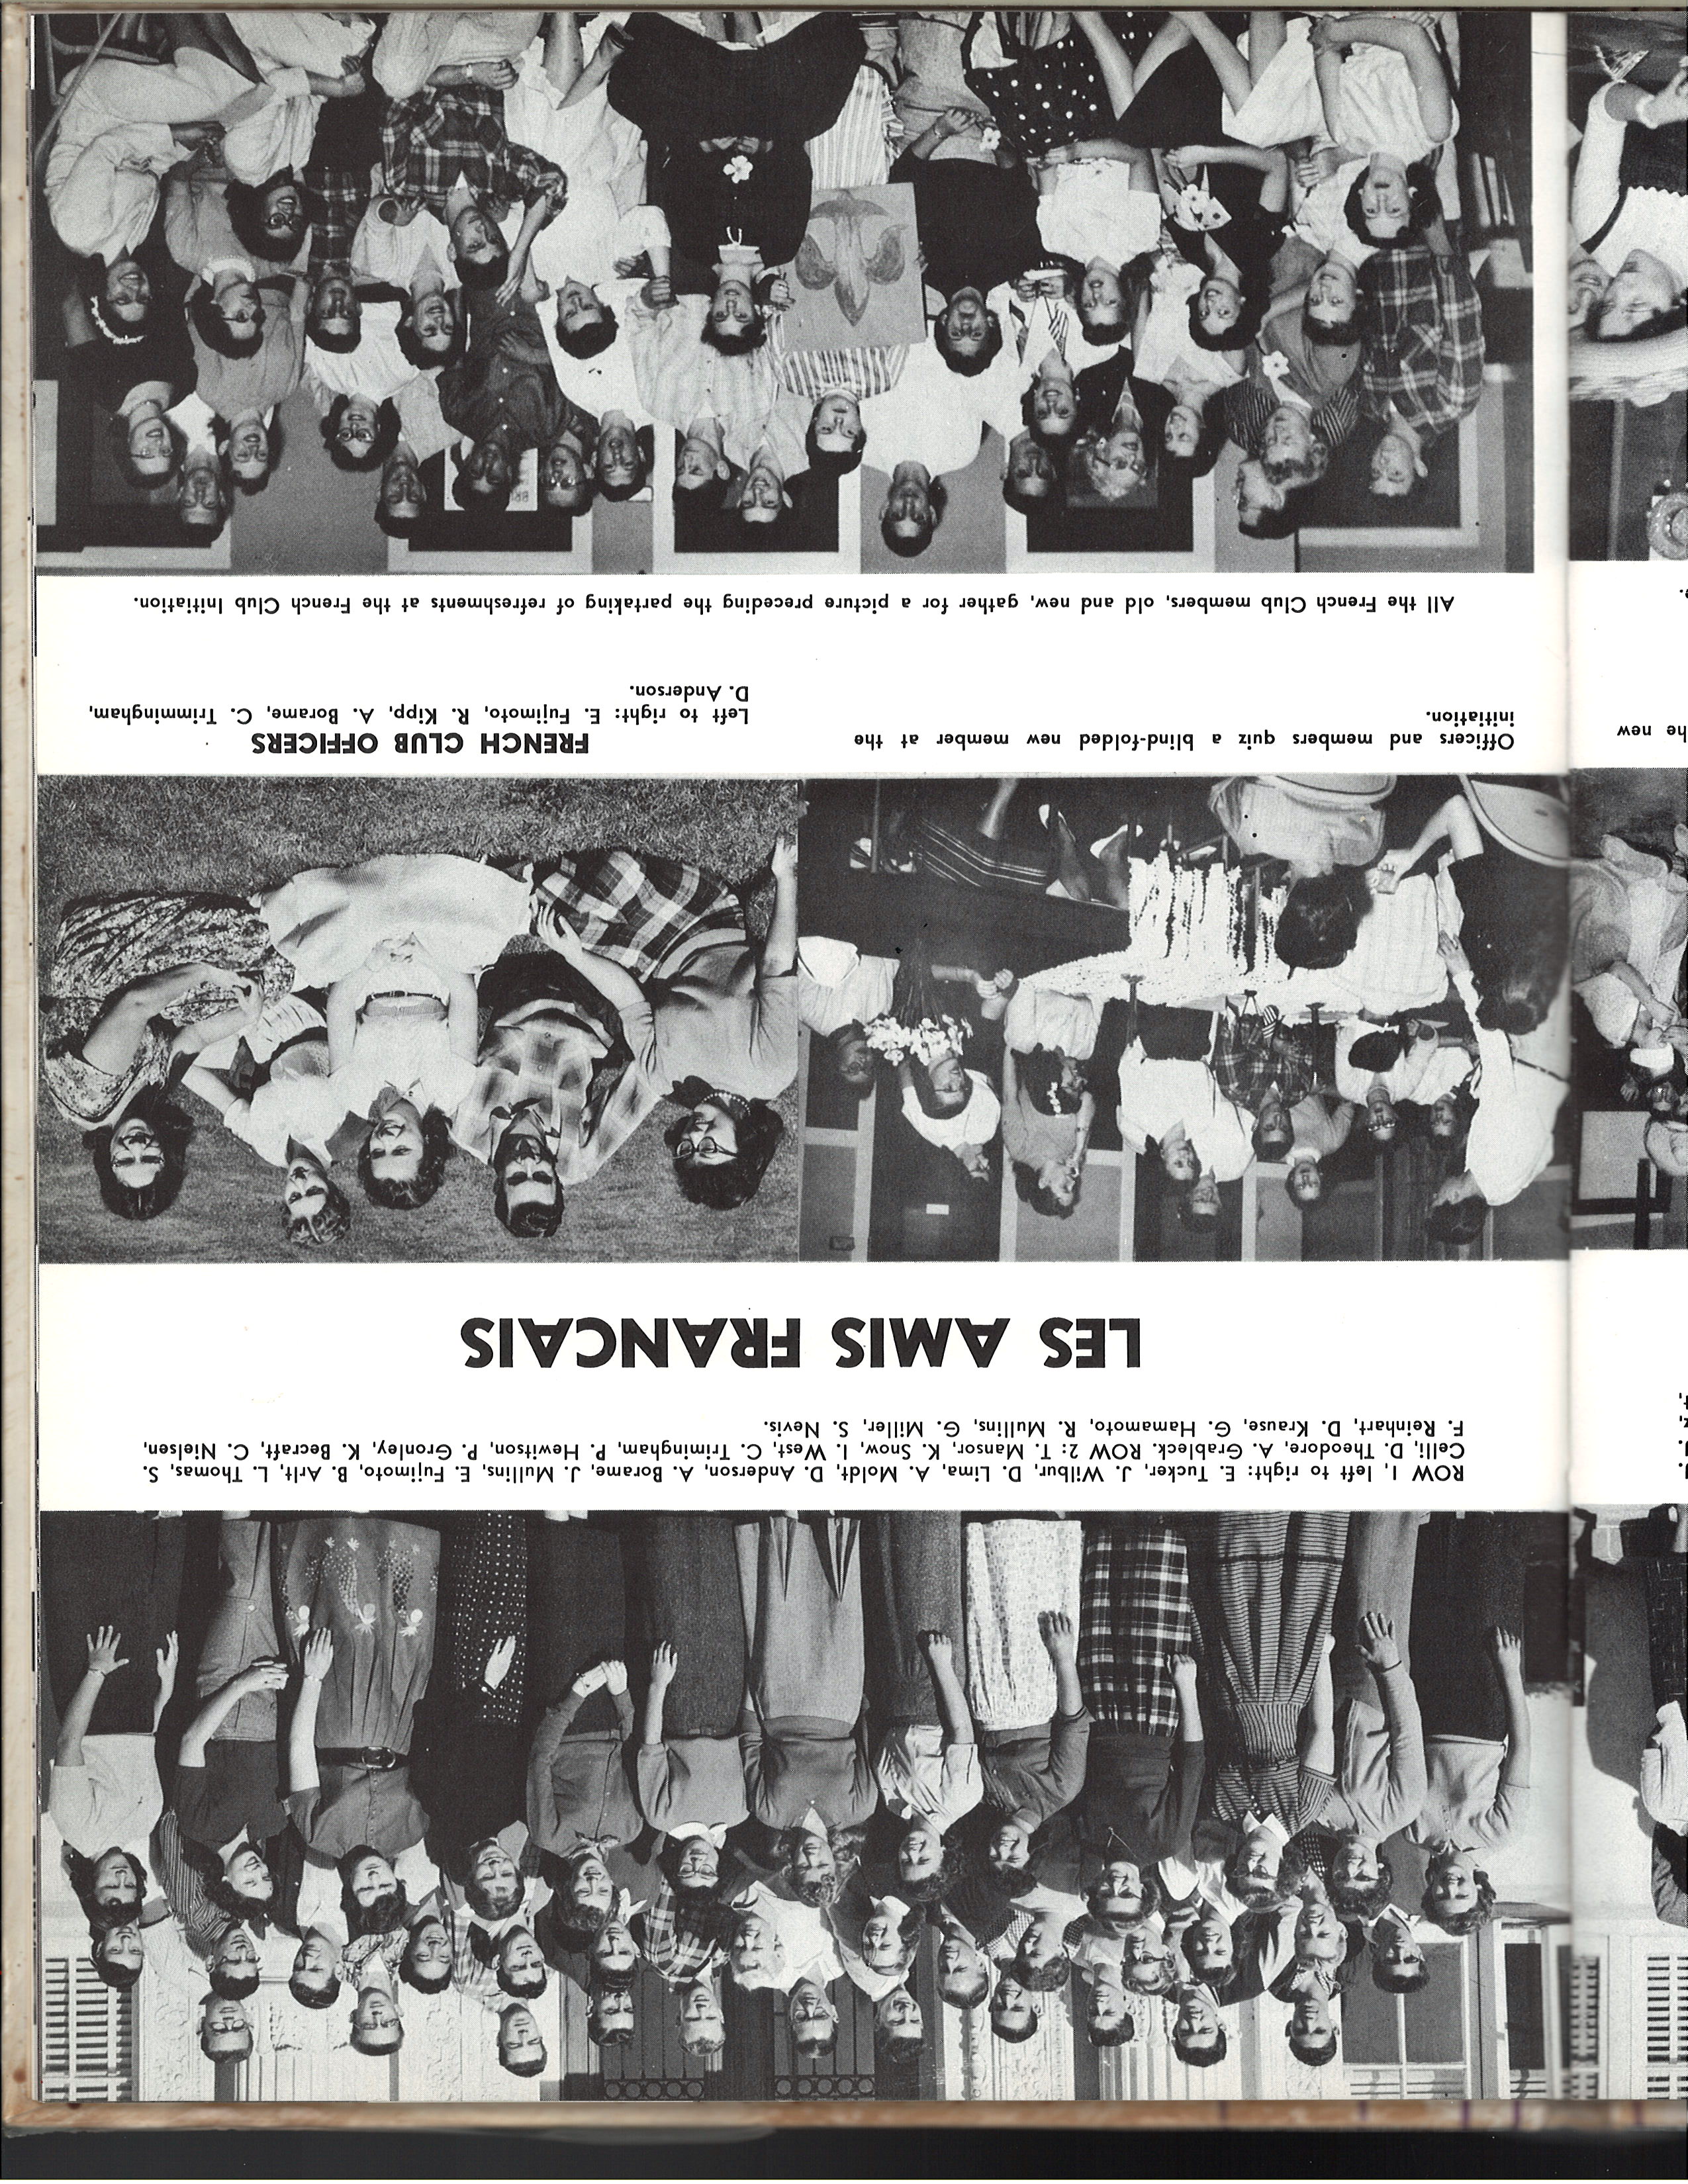 ROW 1, left to right: E. Tucker, J. Wilbur, D. Lima, A. Moldt, D. Anderson, A. Borame, J. Mullins, E. Fujimoto, B. Arlt, L. Thomas, S.
Celli, D. Theodore, A. Grableck. ROW 2: T. Mansor, K. Snow, I. West, C. Trimingham, P. Hewitson, P. Gronley, K. Becraft, C. Nielsen,
F. Reinhart, D. Krause, G. Hamamoto, R. Mullins, G. Miller, S. Nevis.
LES AMIS FRANCAIS
Officers and members quiz a blind-folded new member at the
initiation.
FRENCH CLUB OFFICERS
Left to right: E. Fujimoto, R. Kipp, A. Borame, C. Trimmingham,
D. Anderson.
All the French Club members, old and new, gather for a picture preceding the partaking of refreshments at the French Club Initiation.
new